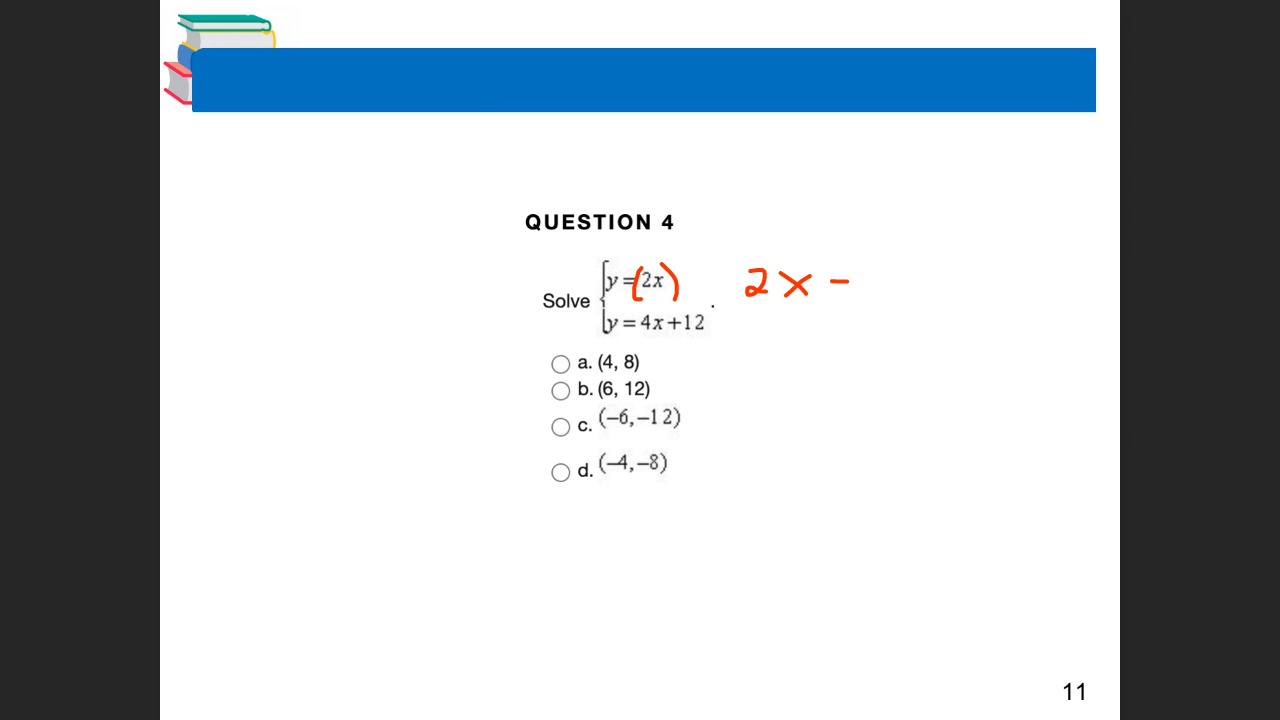 QUESTION 4
Solve { y = (2x) . 2x -
y = 4x+12
a. (4, 8)
b. (6, 12)
c. (−6,−12)
d. (−4,−8)
11